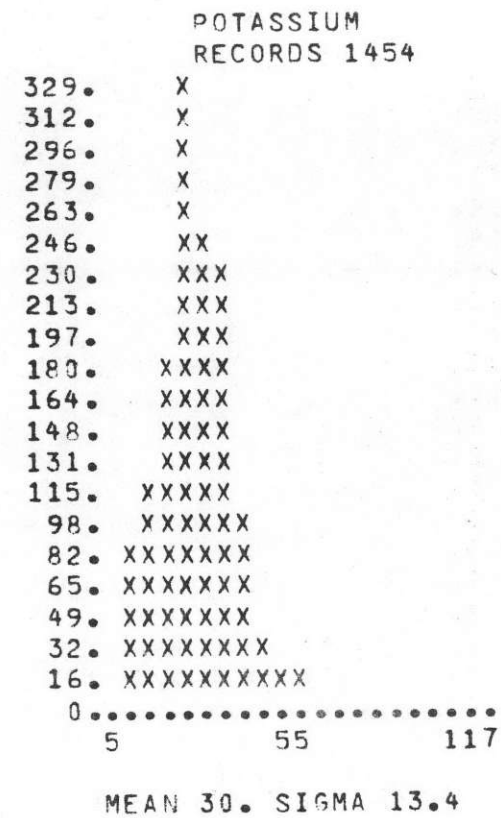 POTASSIUM
RECORDS 1454
329. X
312. X
296. X
279. X
263. X
246. XX
230. XXX
213. XXX
197. XXX
180. XXXX
164. XXXX
148. XXXX
131. XXXX
115. XXXXX
98. XXXXXX
82. XXXXXXX
65. XXXXXXX
49. XXXXXXX
32. XXXXXXXX
16. XXXXXXXXXX
0.......................
5 55 117
MEAN 30. SIGMA 13.4